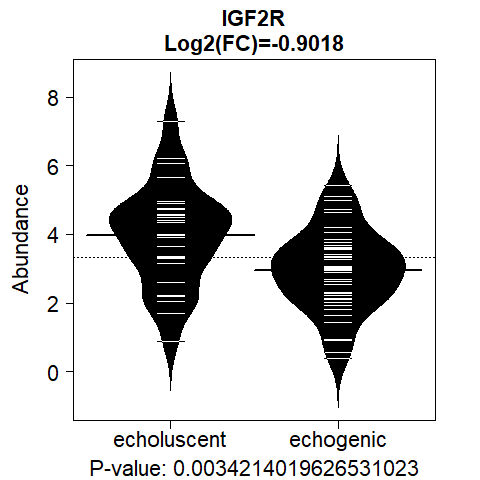 IGF2R
Log2(FC)=-0.9018
Abundance
8
6
4
2
0
echoluscent echogenic
P-value: 0.0034214019626531023